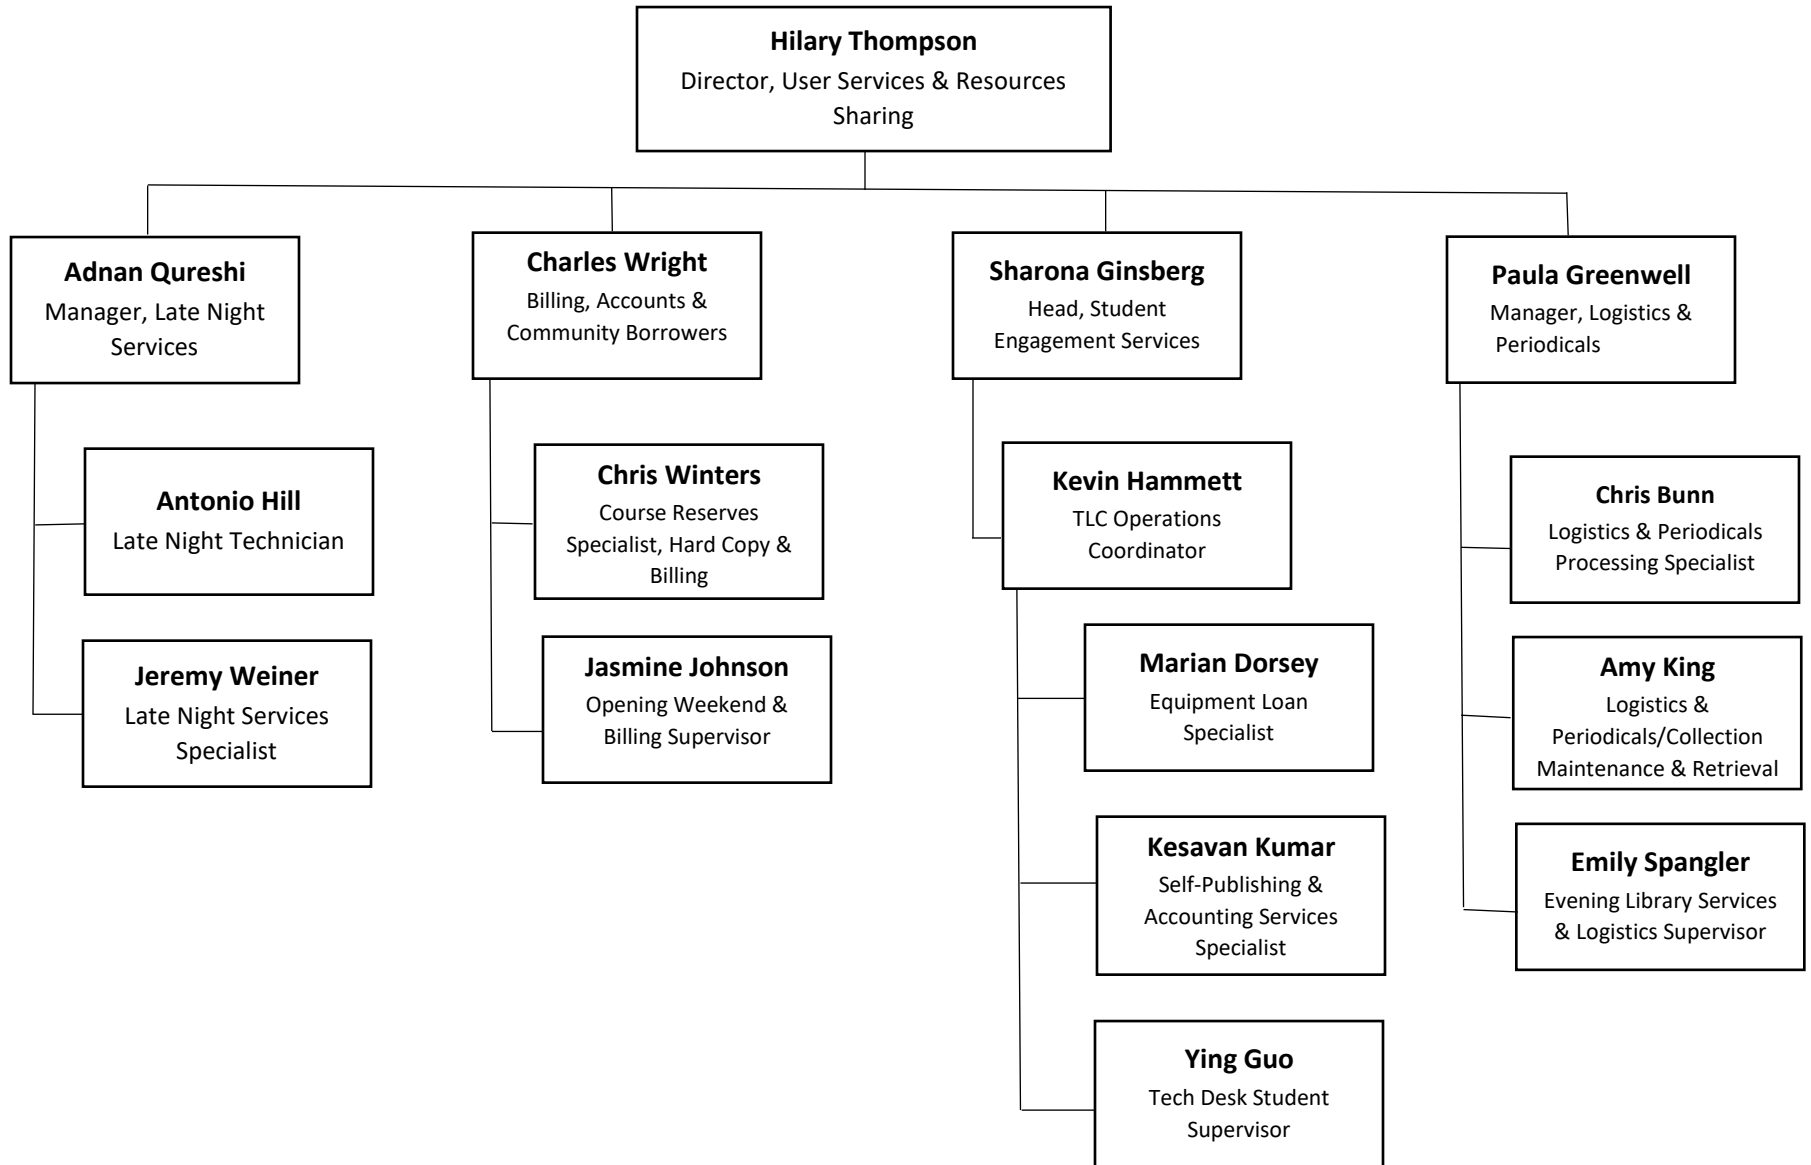 Hilary Thompson
Director, User Services & Resources
Sharing
Adnan Qureshi
Manager, Late Night
Services
Antonio Hill
Late Night Technician
Jeremy Weiner
Late Night Services
Specialist
Charles Wright
Billing, Accounts &
Community Borrowers
Chris Winters
Course Reserves
Specialist, Hard Copy &
Billing
Jasmine Johnson
Opening Weekend &
Billing Supervisor
Sharona Ginsberg
Head, Student
Engagement Services
Kevin Hammett
TLC Operations
Coordinator
Marian Dorsey
Equipment Loan
Specialist
Kesavan Kumar
Self-Publishing &
Accounting Services
Specialist
Ying Guo
Tech Desk Student
Supervisor
Paula Greenwell
Manager, Logistics &
Periodicals
Chris Bunn
Logistics & Periodicals
Processing Specialist
Amy King
Logistics &
Periodicals/Collection
Maintenance & Retrieval
Emily Spangler
Evening Library Services
& Logistics Supervisor